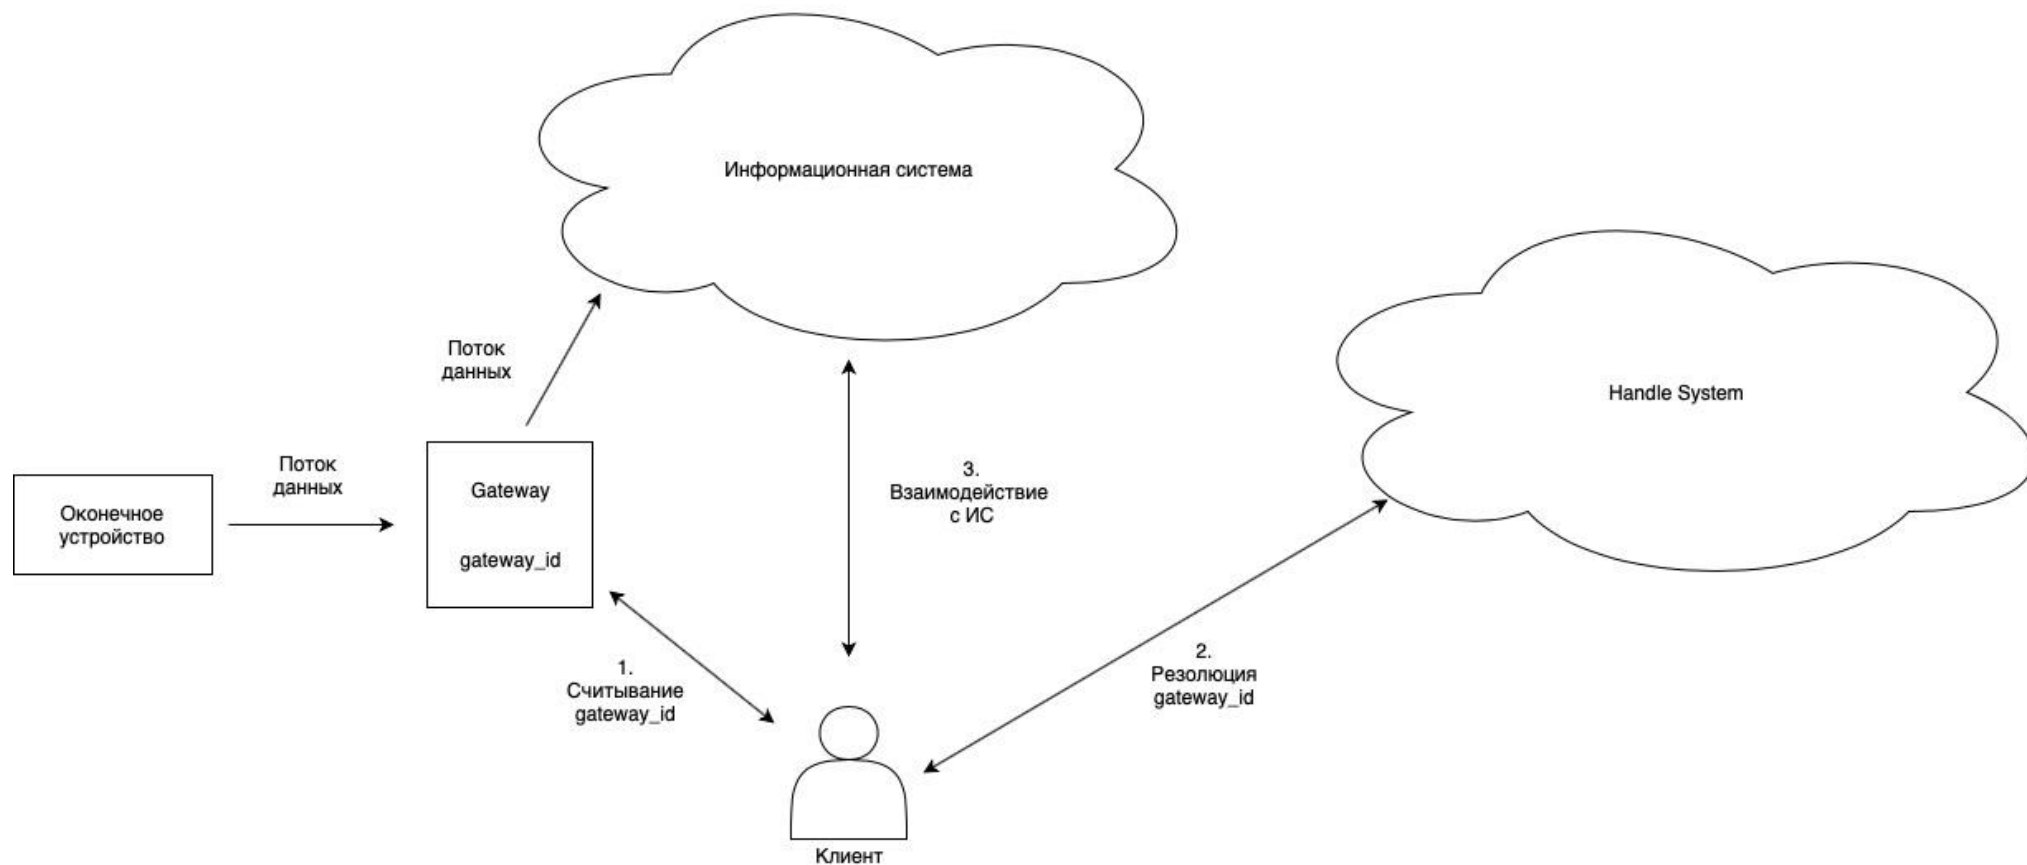 Информационная система
Handle System
Поток
данных
Поток
данных
Оконечное
устройство
Gateway
gateway_id
3.
Взаимодействие
с ИС
1.
Считывание
gateway_id
2.
Резолюция
gateway_id
Клиент